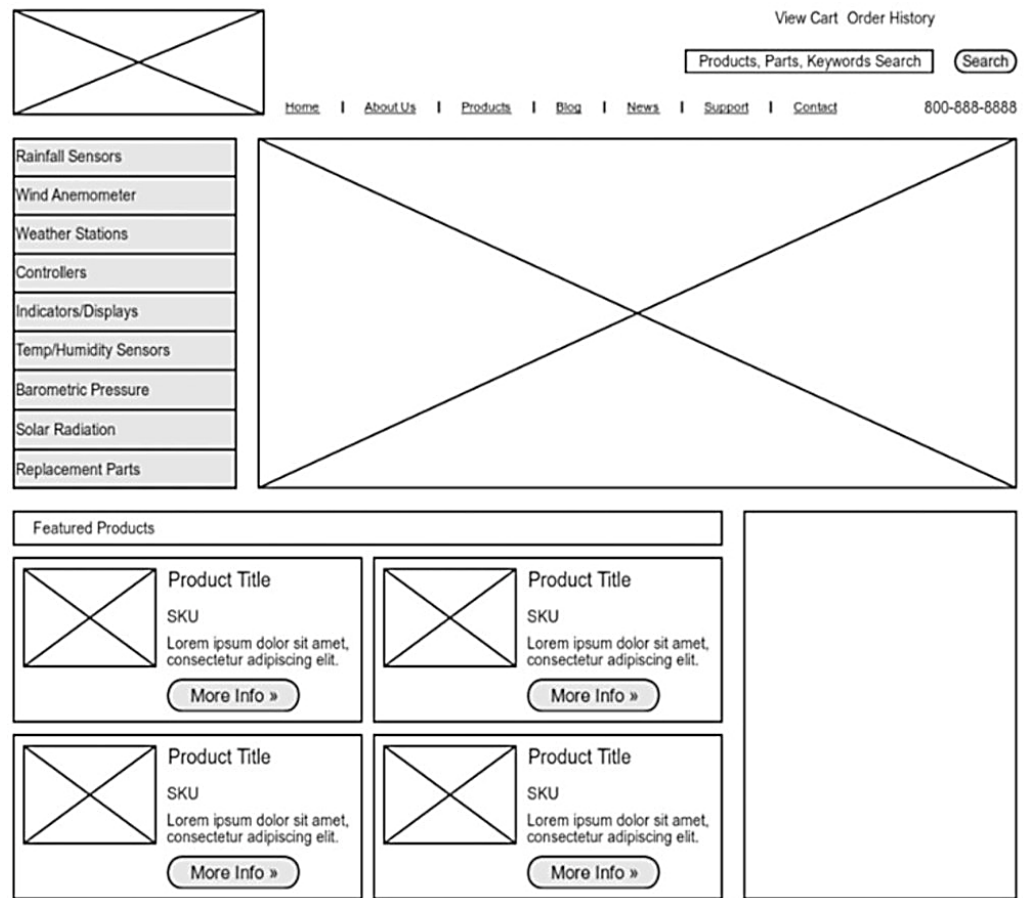 View Cart Order History
Products, Parts, Keywords Search Search
Home | About Us | Products | Blog | News | Support | Contact 800-888-8888
Rainfall Sensors
Wind Anemometer
Weather Stations
Controllers
Indicators/Displays
Temp/Humidity Sensors
Barometric Pressure
Solar Radiation
Replacement Parts
Featured Products
Product Title
SKU
Lorem ipsum dolor sit amet,
consectetur adipiscing elit.
More Info »
Product Title
SKU
Lorem ipsum dolor sit amet,
consectetur adipiscing elit.
More Info »
Product Title
SKU
Lorem ipsum dolor sit amet,
consectetur adipiscing elit.
More Info »
Product Title
SKU
Lorem ipsum dolor sit amet,
consectetur adipiscing elit.
More Info »